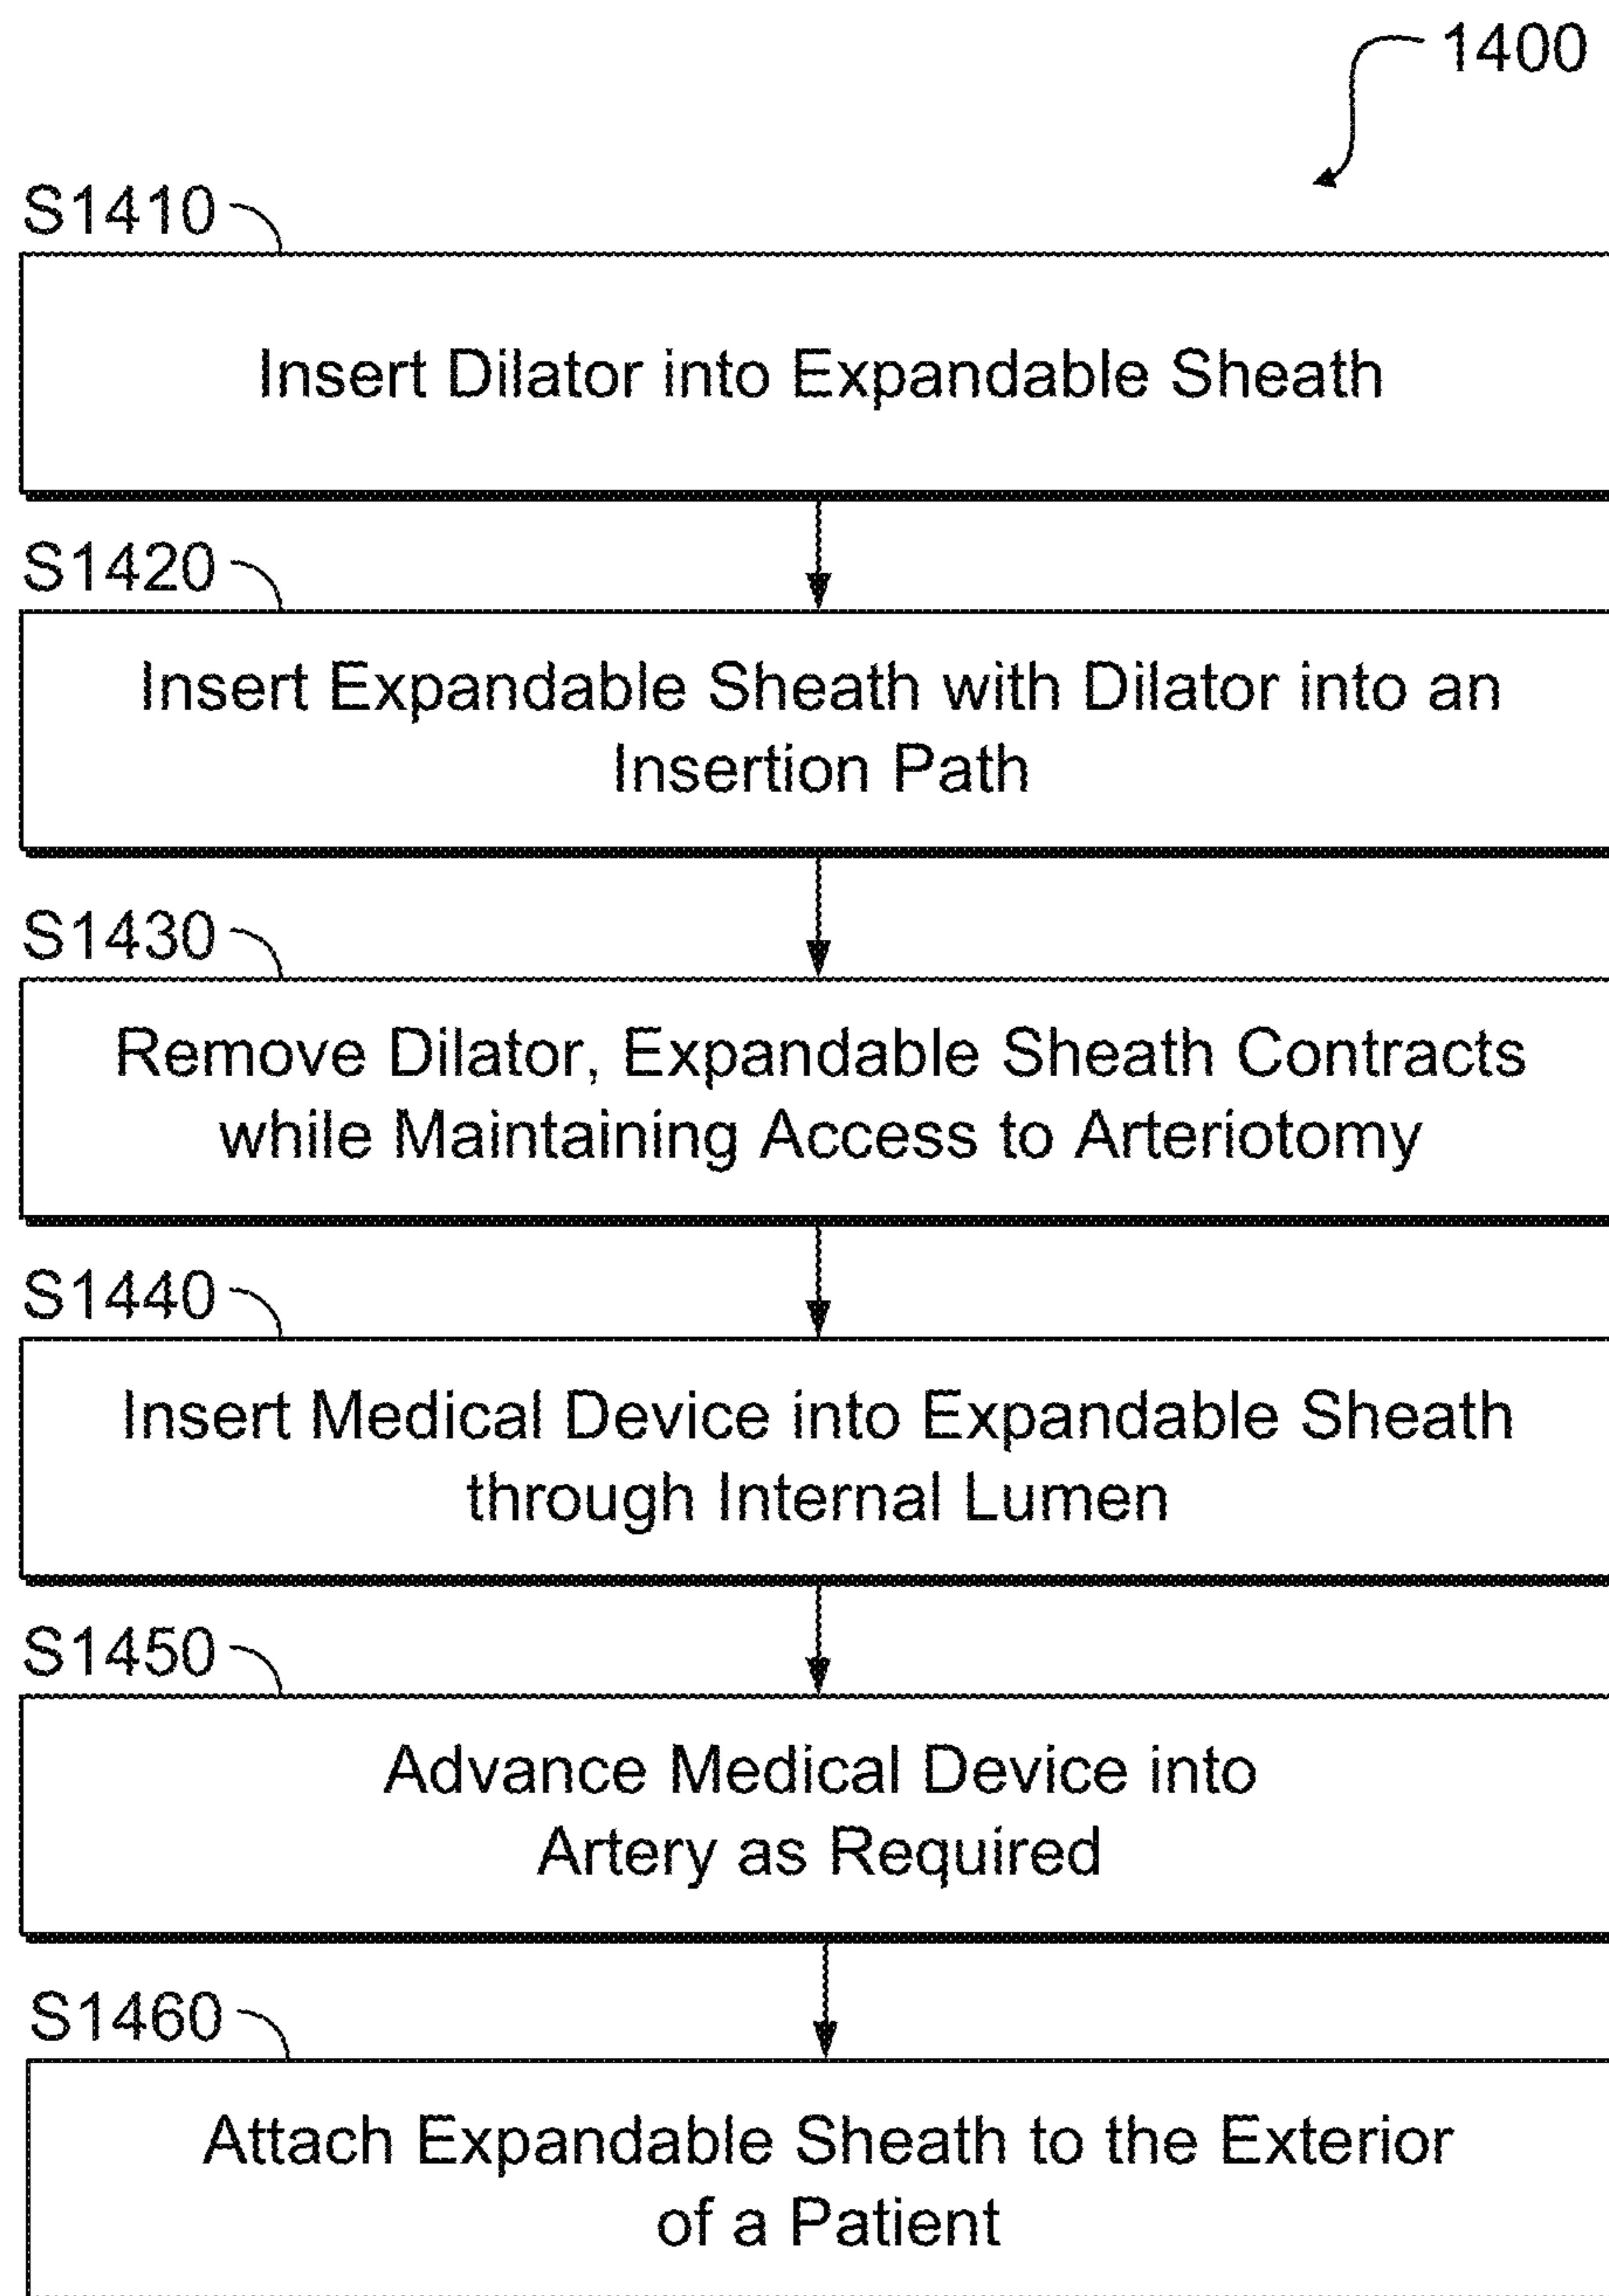 1400
S1410
Insert Dilator into Expandable Sheath
S1420
Insert Expandable Sheath with Dilator into an
Insertion Path
S1430
Remove Dilator, Expandable Sheath Contracts
while Maintaining Access to Arteriotomy
S1440
Insert Medical Device into Expandable Sheath
through Internal Lumen
S1450
Advance Medical Device into
Artery as Required
S1460
Attach Expandable Sheath to the Exterior
of a Patient